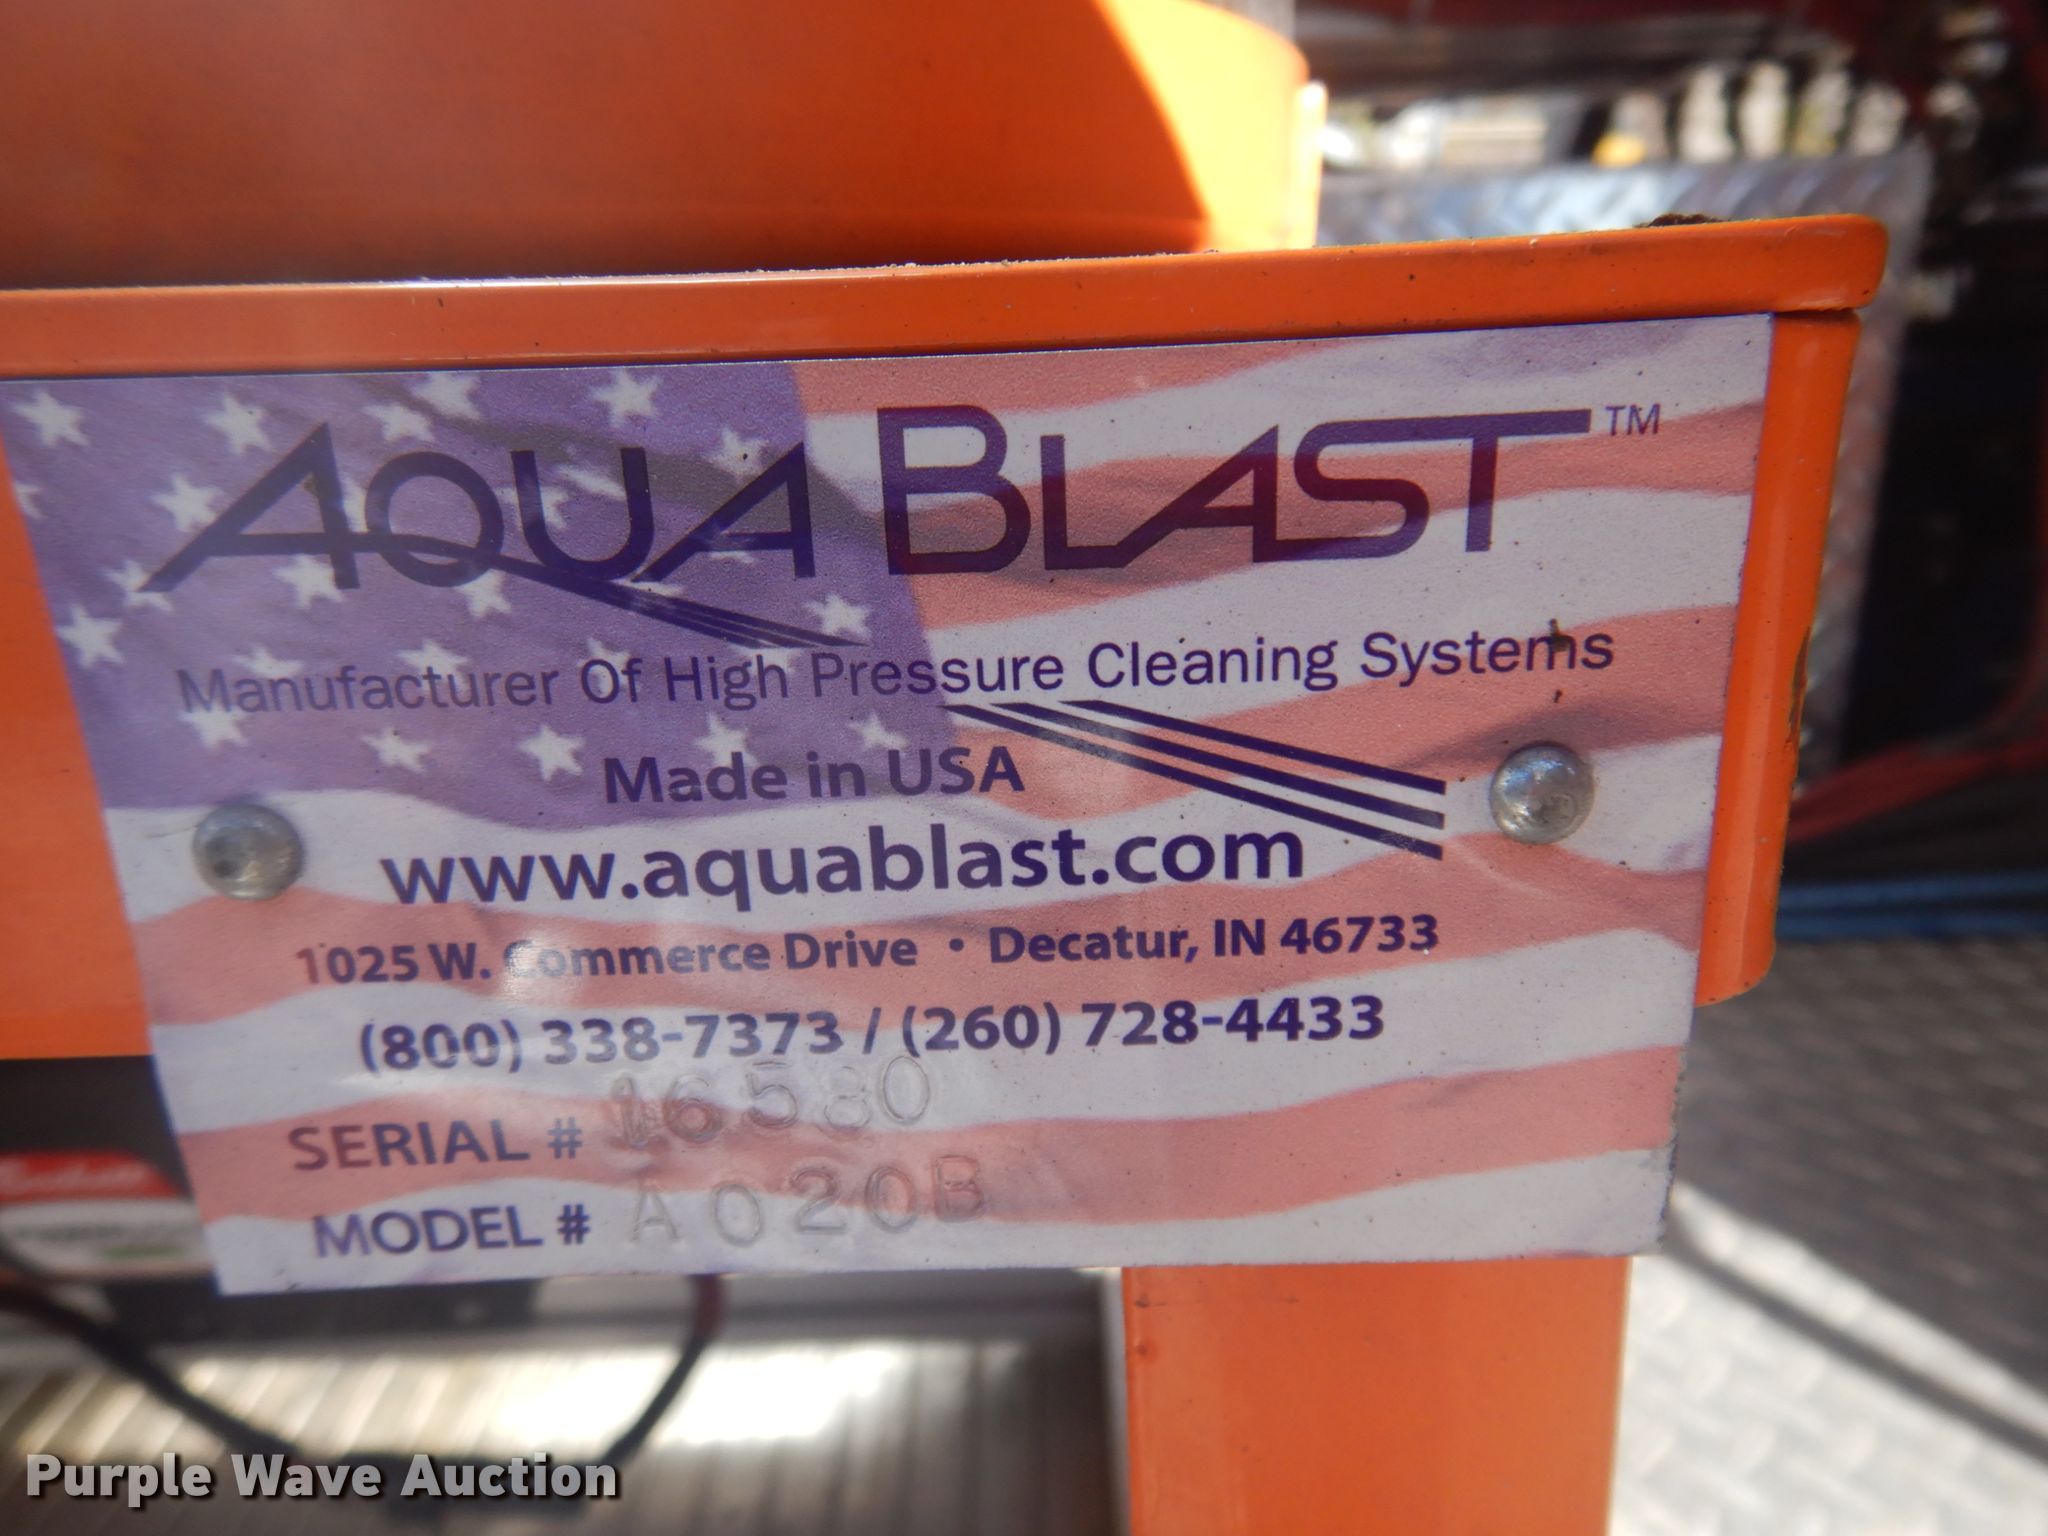 AQUA BLAST™
Manufacturer Of High Pressure Cleaning Systems
Made in USA
www.aquablast.com
1025 W. Commerce Drive • Decatur, IN 46733
(800) 338-7373 / (260) 728-4433
SERIAL # 16580
MODEL # A020B
Purple Wave Auction